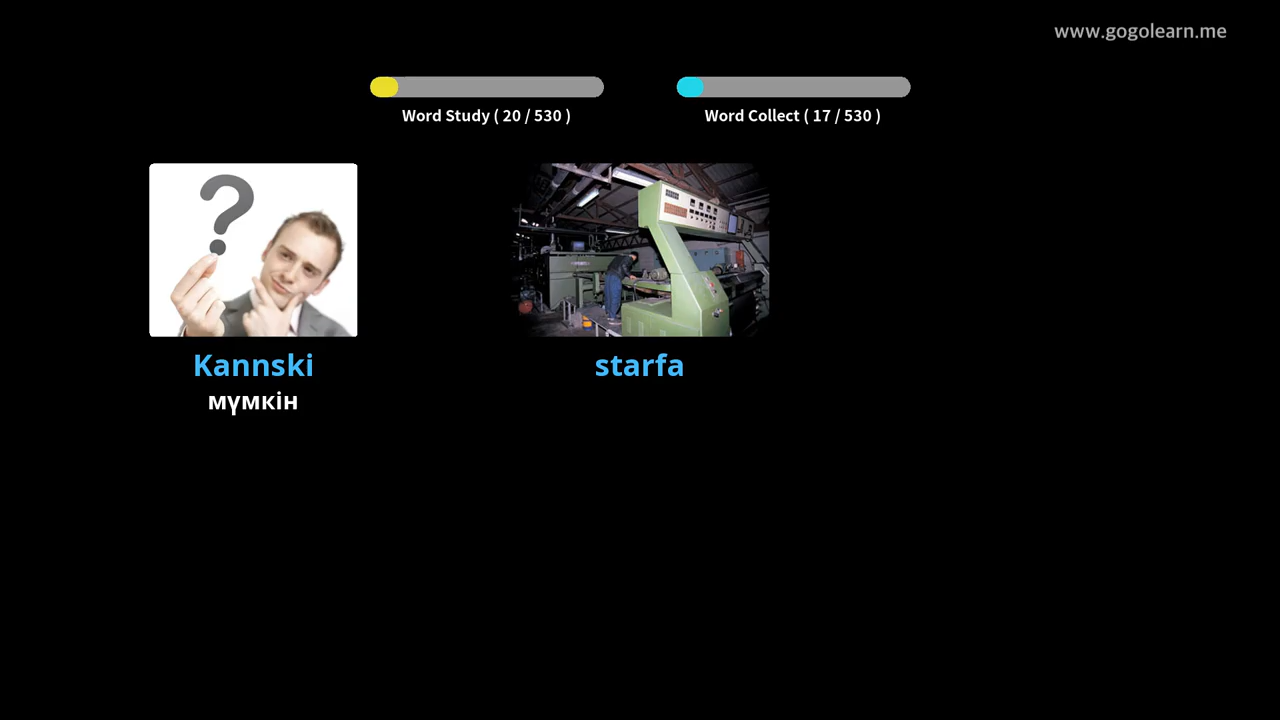 www.gogolearn.me
Word Study ( 20 / 530 )
Word Collect ( 17 / 530 )
?
Kannski
starfa
мүмкін